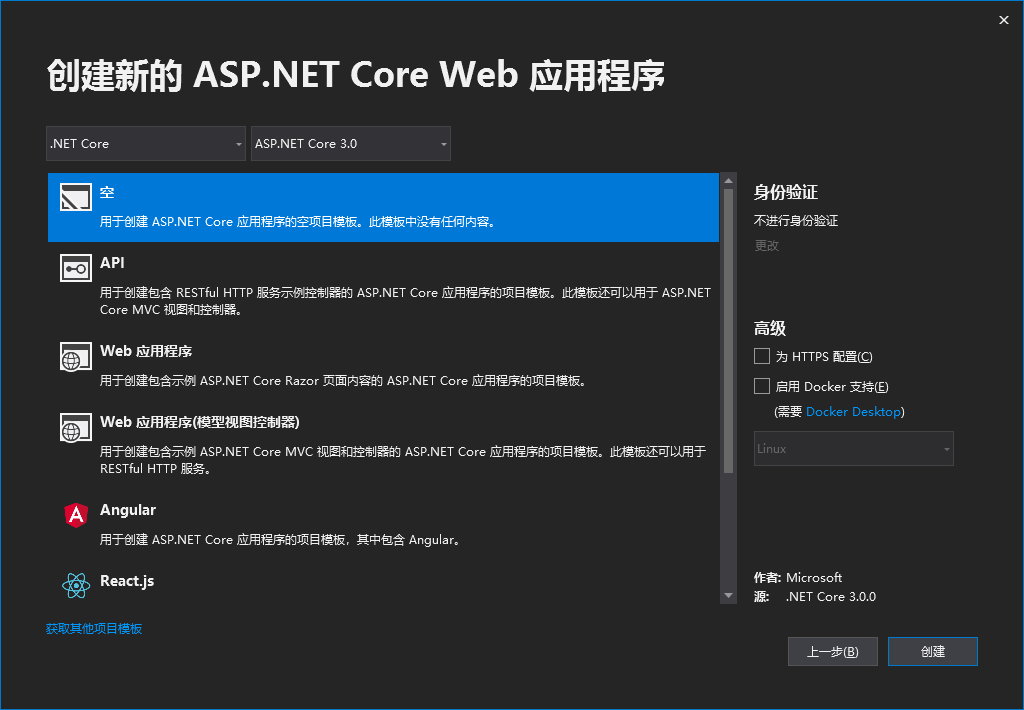 创建新的 ASP.NET Core Web 应用程序
.NET Core
ASP.NET Core 3.0
空
用于创建 ASP.NET Core 应用程序的空项目模板。此模板中没有任何内容。
API
用于创建包含 RESTful HTTP 服务示例控制器的 ASP.NET Core 应用程序的项目模板。此模板还可以用于 ASP.NET
Core MVC 视图和控制器。
Web 应用程序
用于创建包含示例 ASP.NET Core Razor 页面内容的 ASP.NET Core 应用程序的项目模板。
Web 应用程序(模型视图控制器)
用于创建包含示例 ASP.NET Core MVC 视图和控制器的 ASP.NET Core 应用程序的项目模板。此模板还可以用于
RESTful HTTP 服务。
Angular
用于创建 ASP.NET Core 应用程序的项目模板，其中包含 Angular。
React.js
获取其他项目模板
身份验证
不进行身份验证
更改
高级
为 HTTPS 配置(C)
启用 Docker 支持(E)
(需要 Docker Desktop)
Linux
作者: Microsoft
源: .NET Core 3.0.0
上一步(B)
创建